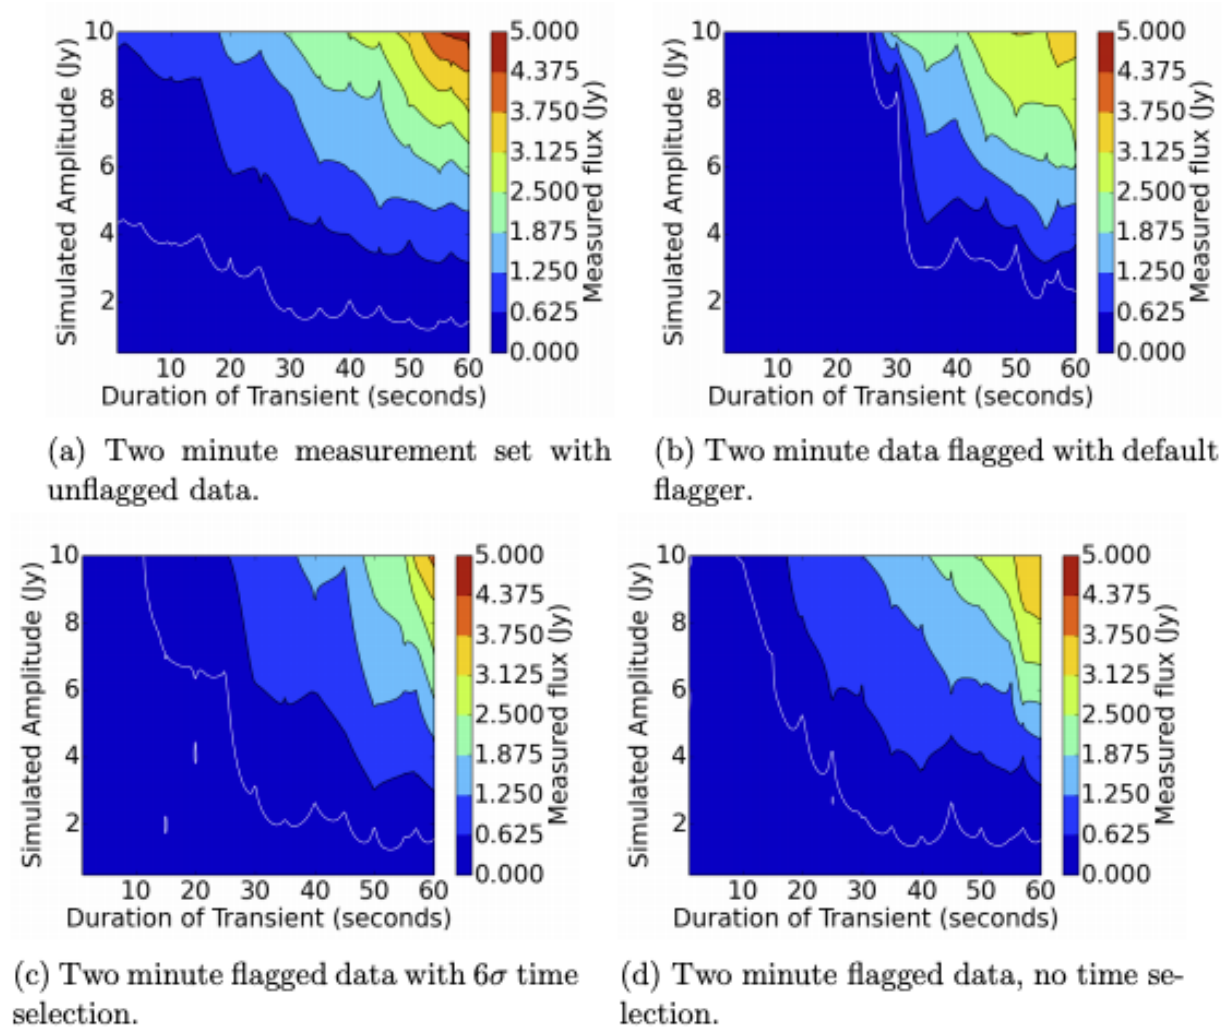 10
8
6
4
2
Simulated Amplitude (Jy)
10 20 30 40 50 60
Duration of Transient (seconds)
5.000
4.375
3.750
3.125
2.500
1.875
1.250
0.625
0.000
Measured flux (Jy)
10
8
6
4
2
Simulated Amplitude (Jy)
10 20 30 40 50 60
Duration of Transient (seconds)
5.000
4.375
3.750
3.125
2.500
1.875
1.250
0.625
0.000
Measured flux (Jy)
(a) Two minute measurement set with
unflagged data.
(b) Two minute data flagged with default
flagger.
10
8
6
4
2
Simulated Amplitude (Jy)
10 20 30 40 50 60
Duration of Transient (seconds)
5.000
4.375
3.750
3.125
2.500
1.875
1.250
0.625
0.000
Measured flux (Jy)
10
8
6
4
2
Simulated Amplitude (Jy)
10 20 30 40 50 60
Duration of Transient (seconds)
5.000
4.375
3.750
3.125
2.500
1.875
1.250
0.625
0.000
Measured flux (Jy)
(c) Two minute flagged data with 6σ time
selection.
(d) Two minute flagged data, no time se-
lection.